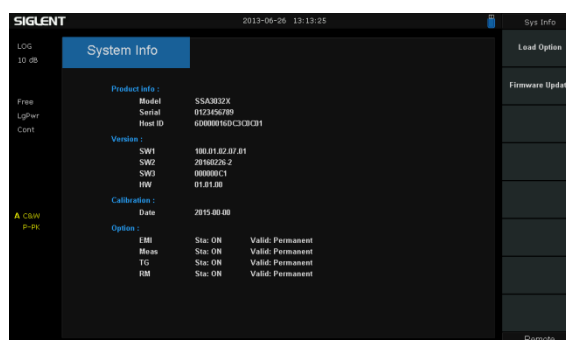 SIGLENT 2013-06-26 13:13:25 Sys Info
LOG
10 dB
System Info
Load Option
Firmware Updat
Product info :
Model SSA3032X
Serial 0123456789
Host ID 6D000016DC3CBC01
Free
LgPwr
Cont
Version :
SW1 100.01.02.07.01
SW2 20160226.2
SW3 000000C1
HW 01.01.00
Calibration :
Date 2015-00-00
Option :
EMI Sta: ON Valid: Permanent
Meas Sta: ON Valid: Permanent
TG Sta: ON Valid: Permanent
RM Sta: ON Valid: Permanent
A C&W
P-PK
Remote